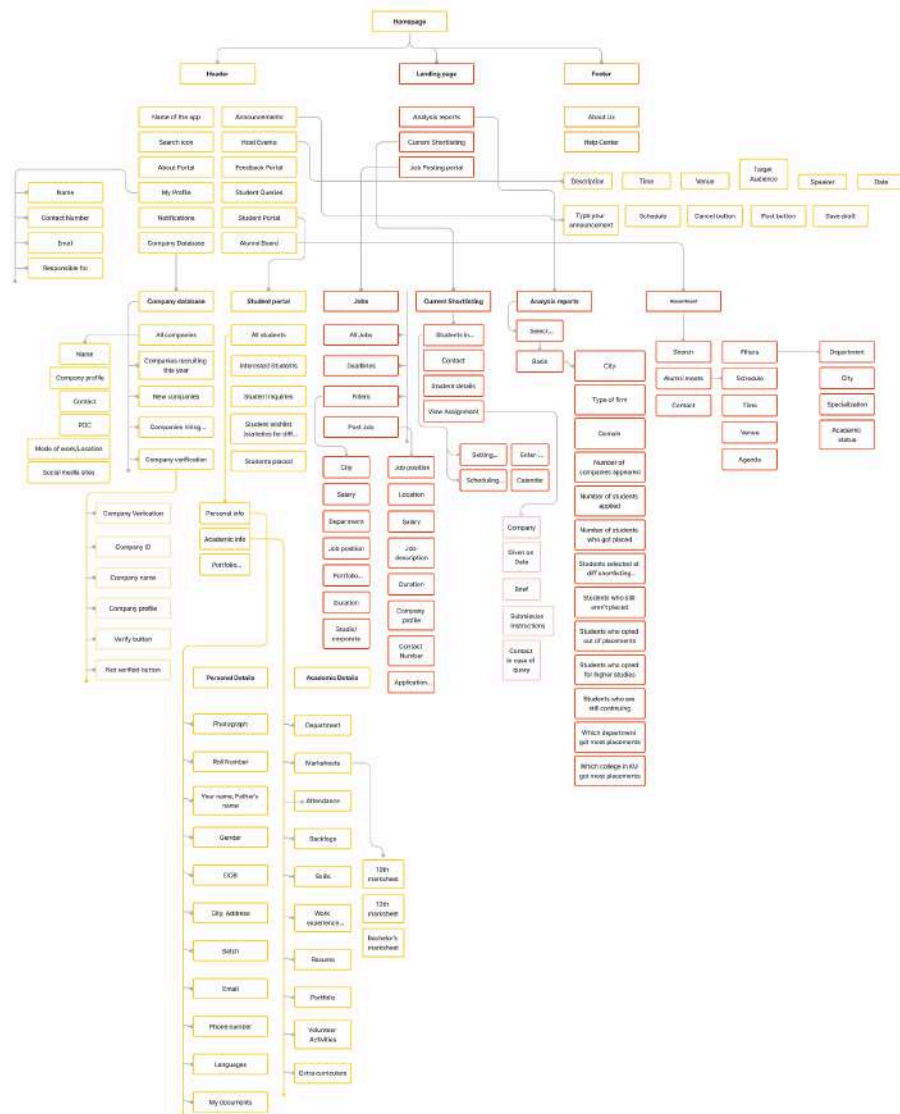 Homepage
Header
Landing page
Footer
Name of the app
Announcements
Analysis reports
About Us
Search icon
Host Events
Current Shortlisting
Help Center
About Portal
Feedback Portal
Job Posting portal
Description
Time
Venue
Target
Audience
Speaker
Date
Name
My Profile
Student Queries
Contact Number
Notifications
Student Portal
Type your
announcement
Schedule
Cancel button
Post button
Save draft
Email
Company Database
Alumni Board
Responsible for
Company database
Student portal
Jobs
Current Shortlisting
Analysis reports
All companies
All students
All Jobs
Students in...
Select...
Name
Companies recruiting
this year
Interested Students
Deadlines
Contact
Basis
City
Search
Filters
Department
Company profile
New companies
Student Inquiries
Filters
Student details
Type of firm
Alumni meets
Schedule
City
Contact
Companies hiring...
Student wishlist
(statistics for diff...
Post Job
View Assignment
Domain
Contact
Time
Specialization
POC
Venue
Academic
status
Mode of work/Location
Company verification
Students placed
Setting...
Enter ...
Number of
companies appeared
Agenda
Social media sites
City
Job position
Scheduling...
Calendar
Number of students
applied
Salary
Location
Company Verification
Personal info
Department
Salary
Company
Number of students
who got placed
Company ID
Academic info
Job position
Job
description
Given on
Date
Students selected at
diff shortlisting...
Company name
Portfolio...
Portfolio...
Duration
Brief
Students who still
aren't placed
Company profile
Duration
Company
profile
Submission
instructions
Students who opted
out of placements
Verify button
Studio/
corporate
Contact
Number
Contact
in case of
query
Students who opted
for higher studies
Not verified button
Application...
Students who are
still continuing
Personal Details
Academic Details
Which department
got most placements
Photograph
Department
Which college in KU
got most placements
Roll Number
Marksheets
Your name, Father's
name
Attendance
Gender
Backlogs
DOB
Skills
10th
marksheet
City, Address
Work
experience...
12th
marksheet
Batch
Resume
Bachelor's
marksheet
Email
Portfolio
Phone number
Volunteer
Activities
Languages
Extra curriculars
My documents